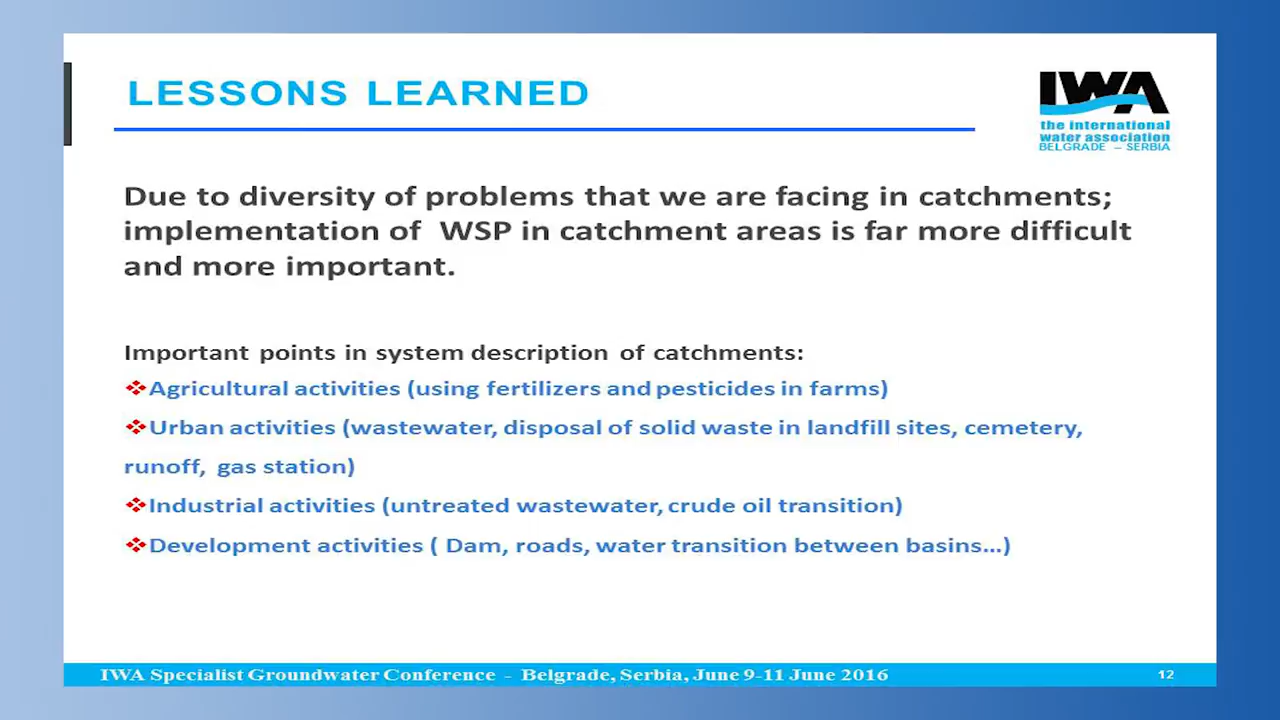 LESSONS LEARNED
IWA
the international
water association
BELGRADE – SERBIA
Due to diversity of problems that we are facing in catchments;
implementation of WSP in catchment areas is far more difficult
and more important.
Important points in system description of catchments:
❖Agricultural activities (using fertilizers and pesticides in farms)
❖Urban activities (wastewater, disposal of solid waste in landfill sites, cemetery,
runoff, gas station)
❖Industrial activities (untreated wastewater, crude oil transition)
❖Development activities ( Dam, roads, water transition between basins...)
IWA Specialist Groundwater Conference - Belgrade, Serbia, June 9-11 June 2016
12